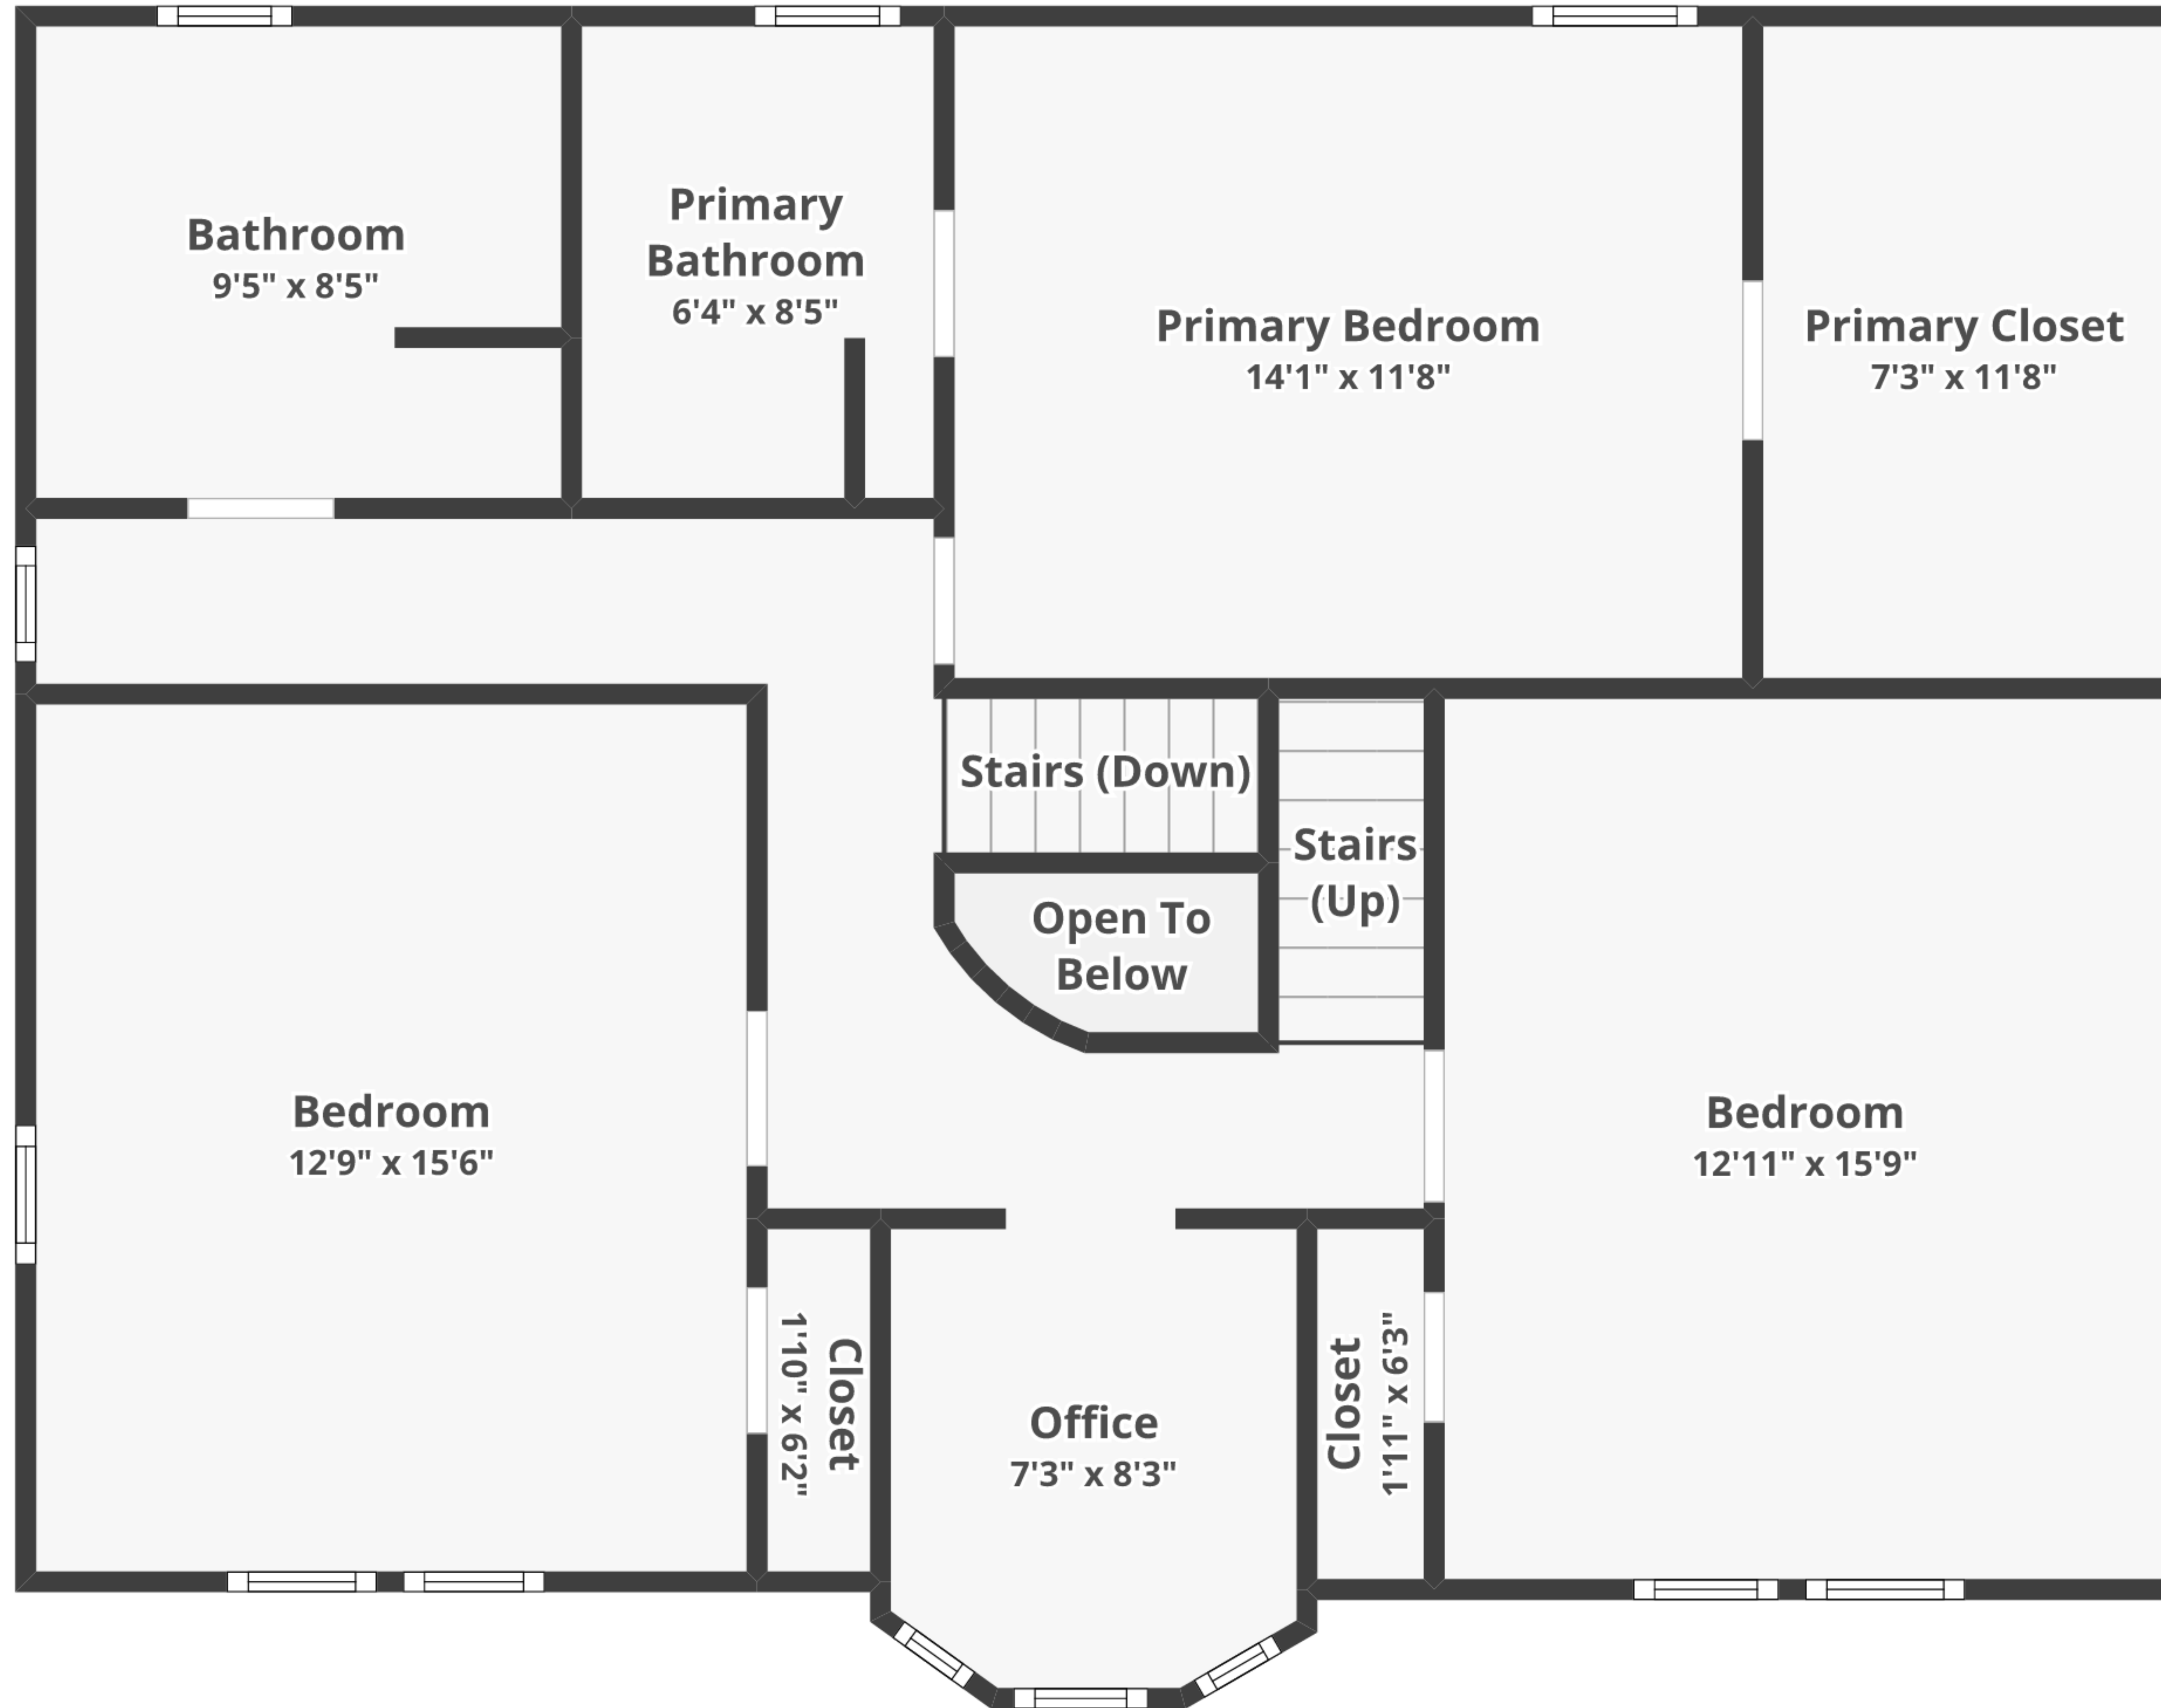 Bathroom
9'5" x 8'5"
Primary
Bathroom
6'4" x 8'5"
Primary Bedroom
14'1" x 11'8"
Primary Closet
7'3" x 11'8"
Stairs (Down)
Stairs
(Up)
Open To
Below
Bedroom
12'9" x 15'6"
Bedroom
12'11" x 15'9"
Closet
1'10" x 6'2"
Office
7'3" x 8'3"
Closet
1'11" x 6'3"